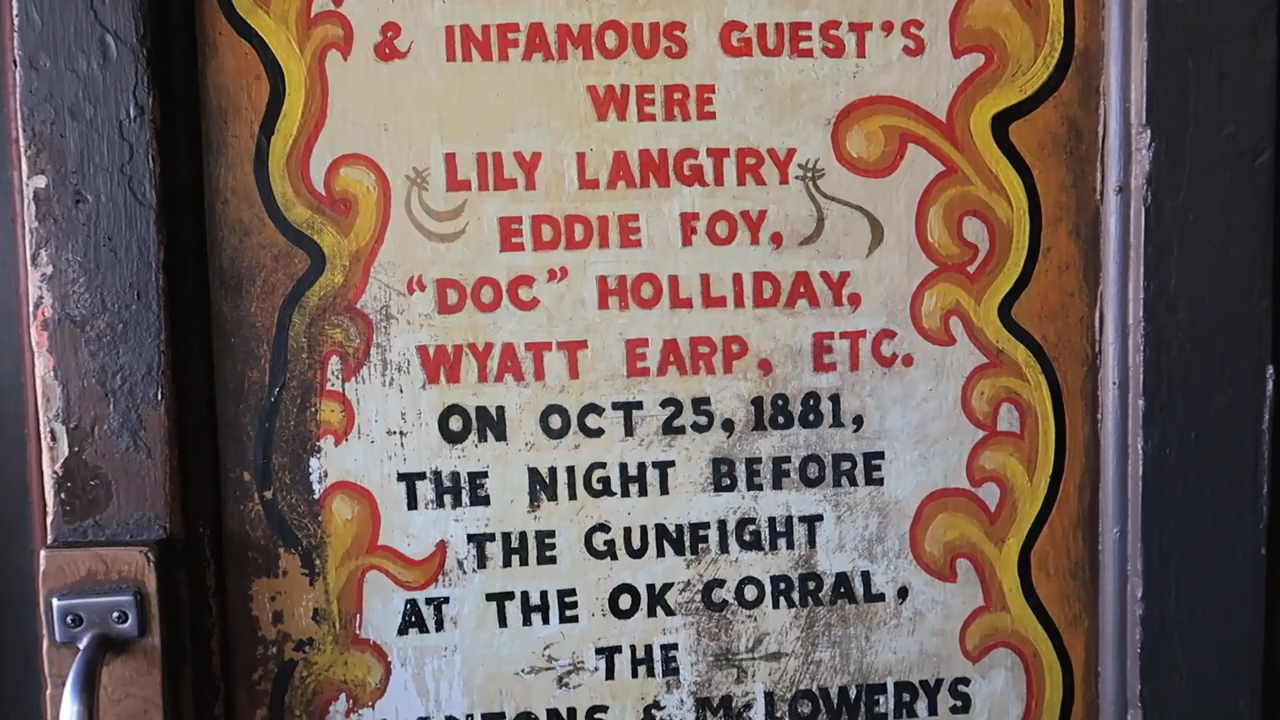 & INFAMOUS GUEST'S
WERE
LILY LANGTRY
EDDIE FOY,
"DOC" HOLLIDAY,
WYATT EARP, ETC.
ON OCT 25, 1881,
THE NIGHT BEFORE
THE GUNFIGHT
AT THE OK CORRAL,
THE
& McLOWERYS